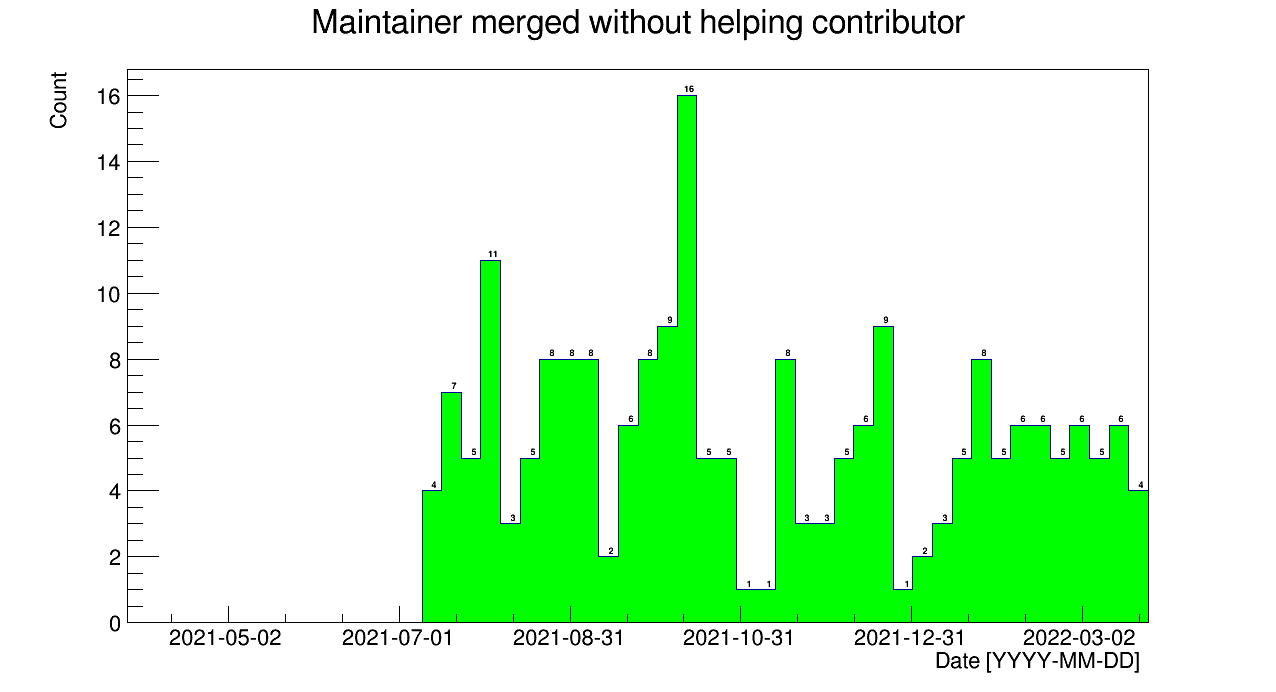 Maintainer merged without helping contributor
Count
16
14
12
10
8
6
4
2
0
4 7 5 11 3 5 8 8 8 2 6 8 9 16 5 5 1 1 8 3 3 5 6 9 1 2 3 5 8 5 6 6 5 6 5 6 4
2021-05-02 2021-07-01 2021-08-31 2021-10-31 2021-12-31 2022-03-02
Date [YYYY-MM-DD]